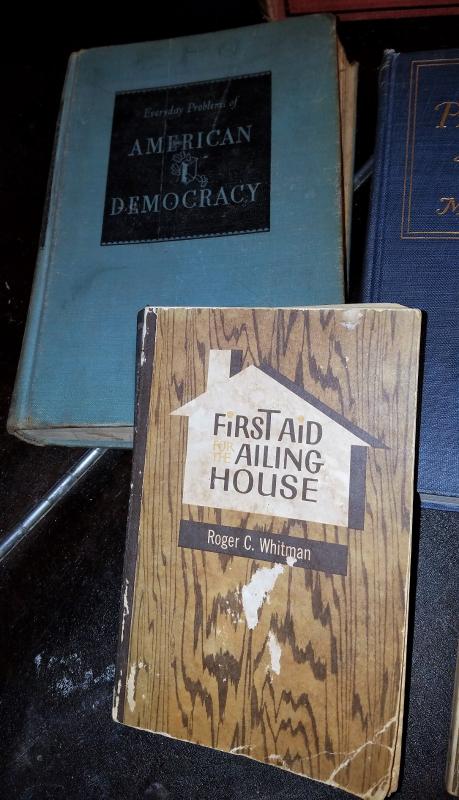 Everyday Problems of
AMERICAN
DEMOCRACY
FIRST AID
FOR THE
AILING
HOUSE
Roger C. Whitman